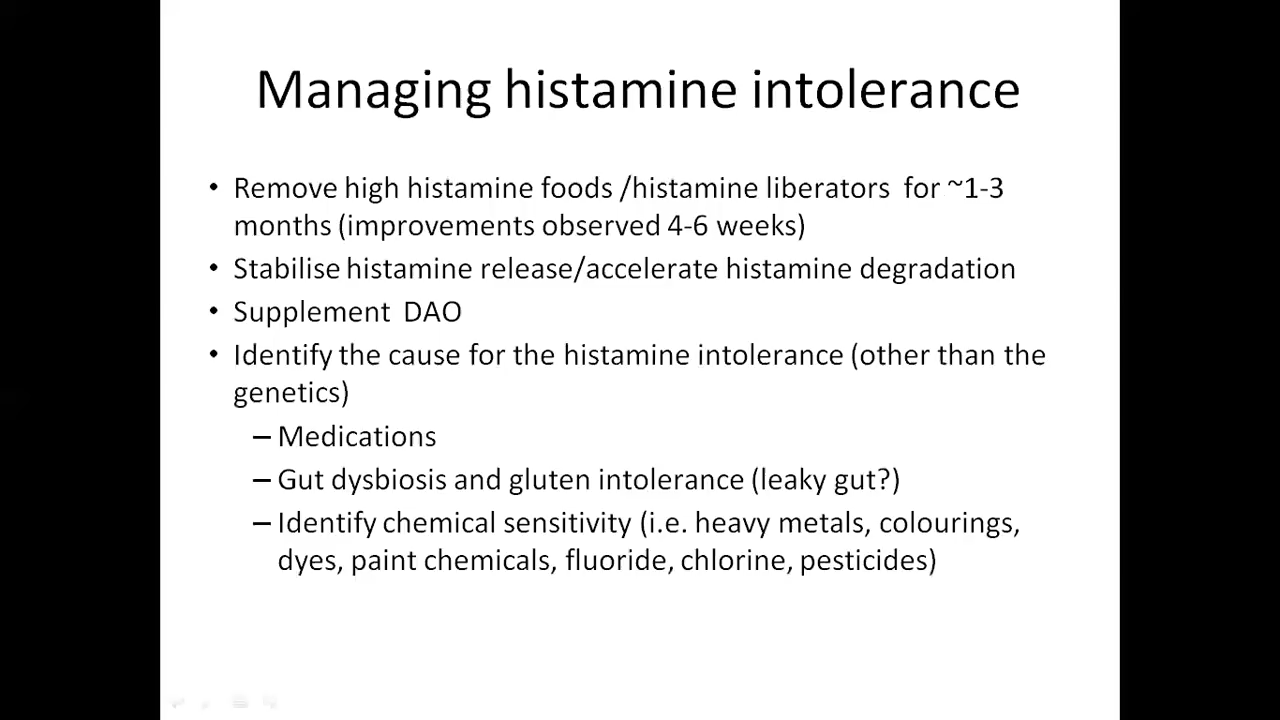 Managing histamine intolerance
• Remove high histamine foods /histamine liberators for ~1-3
months (improvements observed 4-6 weeks)
• Stabilise histamine release/accelerate histamine degradation
• Supplement DAO
• Identify the cause for the histamine intolerance (other than the
genetics)
– Medications
– Gut dysbiosis and gluten intolerance (leaky gut?)
– Identify chemical sensitivity (i.e. heavy metals, colourings,
dyes, paint chemicals, fluoride, chlorine, pesticides)